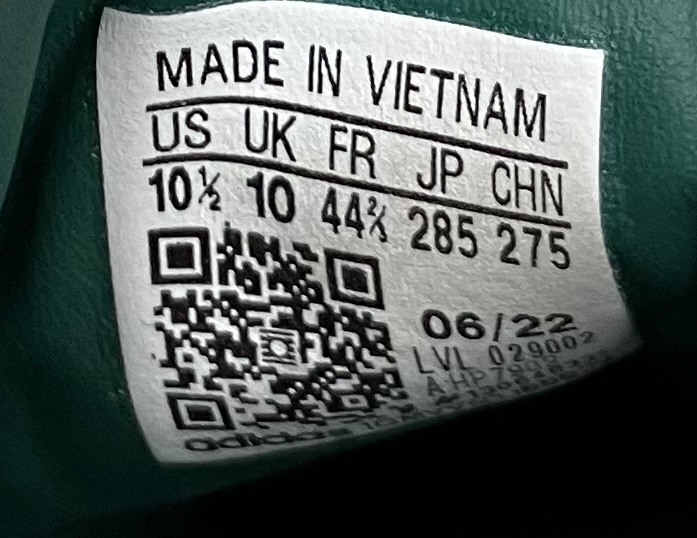 MADE IN VIETNAM
US UK FR JP CHN
10½ 10 44⅔ 285 275
06/22
LVL 029002
adidas